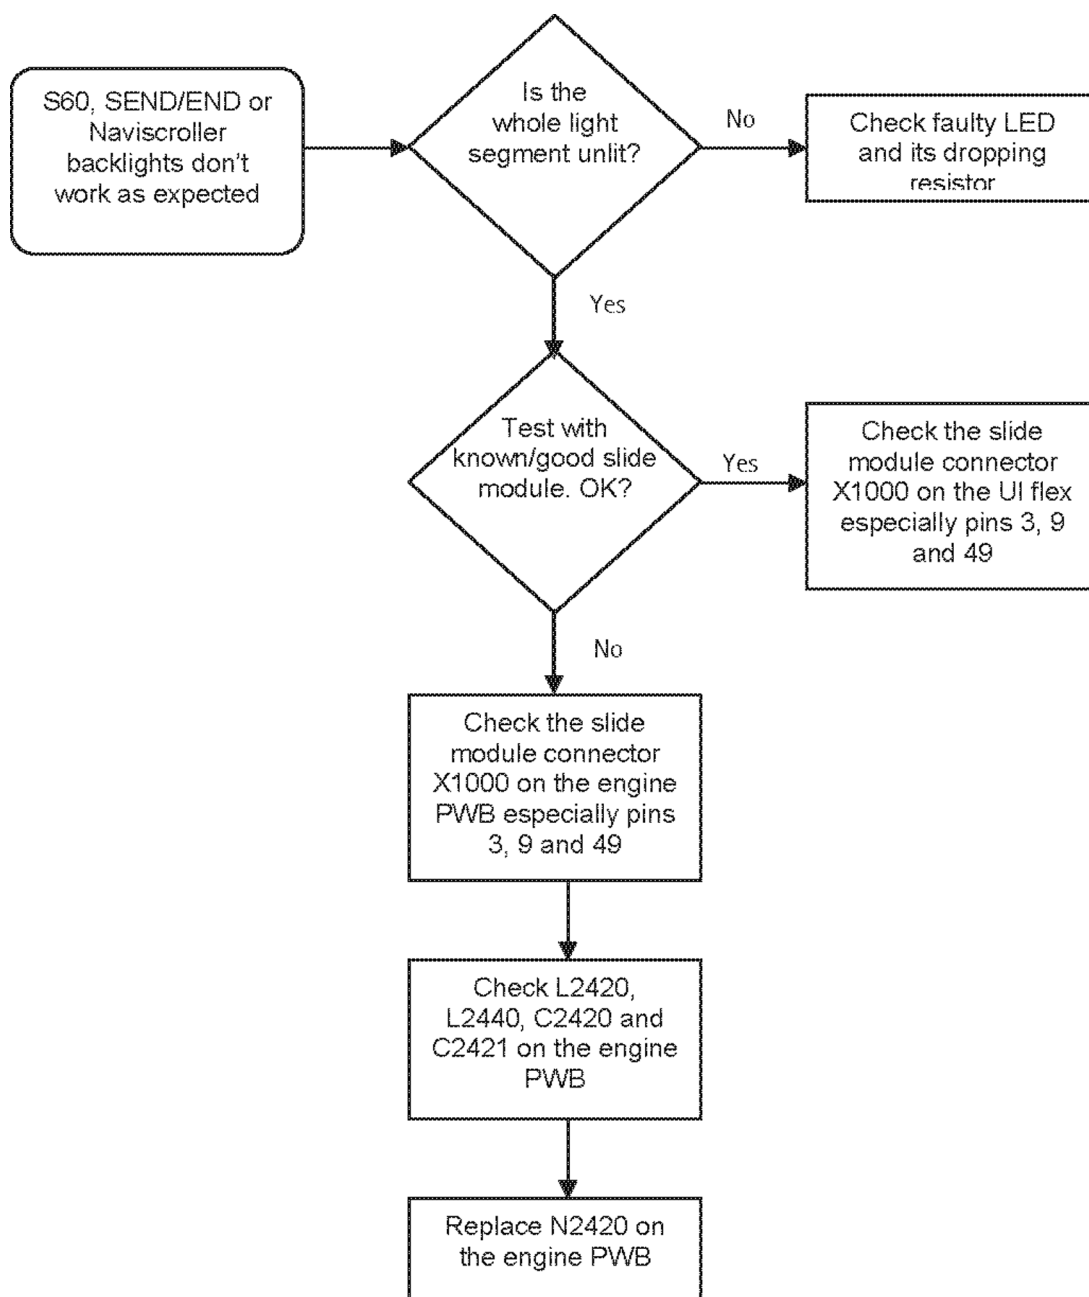 S60, SEND/END or
Naviscroller
backlights don't
work as expected
Is the
whole light
segment unlit?
No
Check faulty LED
and its dropping
resistor
Yes
Test with
known/good slide
module. OK?
Yes
Check the slide
module connector
X1000 on the UI flex
especially pins 3, 9
and 49
No
Check the slide
module connector
X1000 on the engine
PWB especially pins
3, 9 and 49
Check L2420,
L2440, C2420 and
C2421 on the engine
PWB
Replace N2420 on
the engine PWB